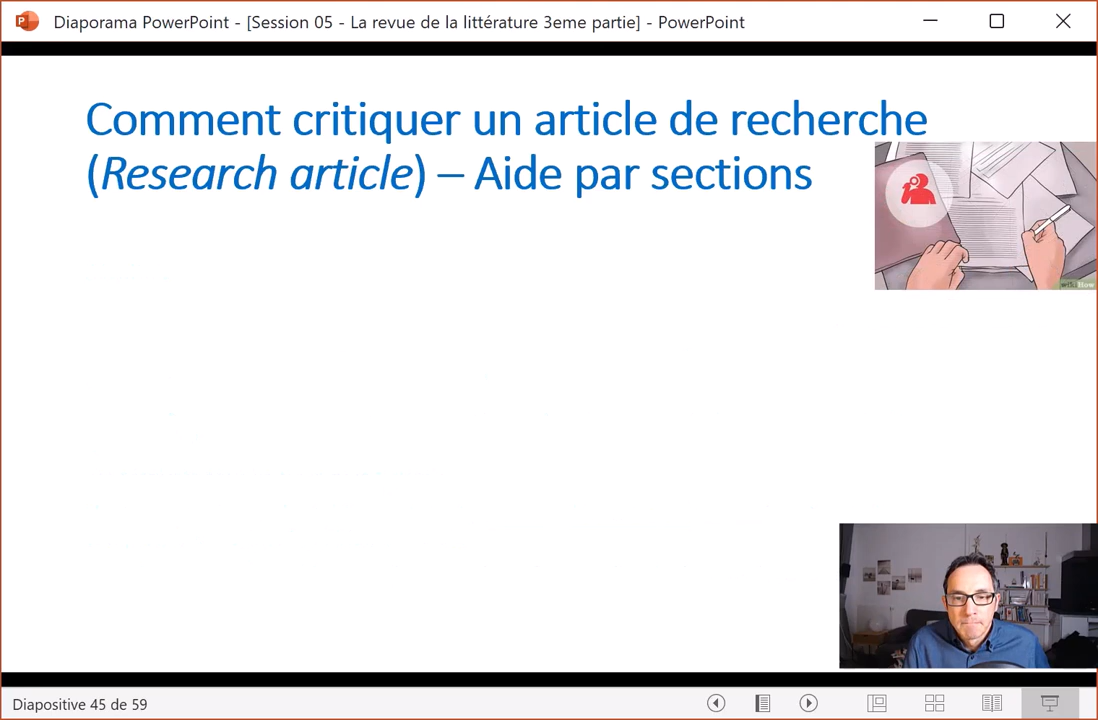 Diaporama PowerPoint - [Session 05 - La revue de la littérature 3eme partie] - PowerPoint
Comment critiquer un article de recherche
(Research article) – Aide par sections
Diapositive 45 de 59